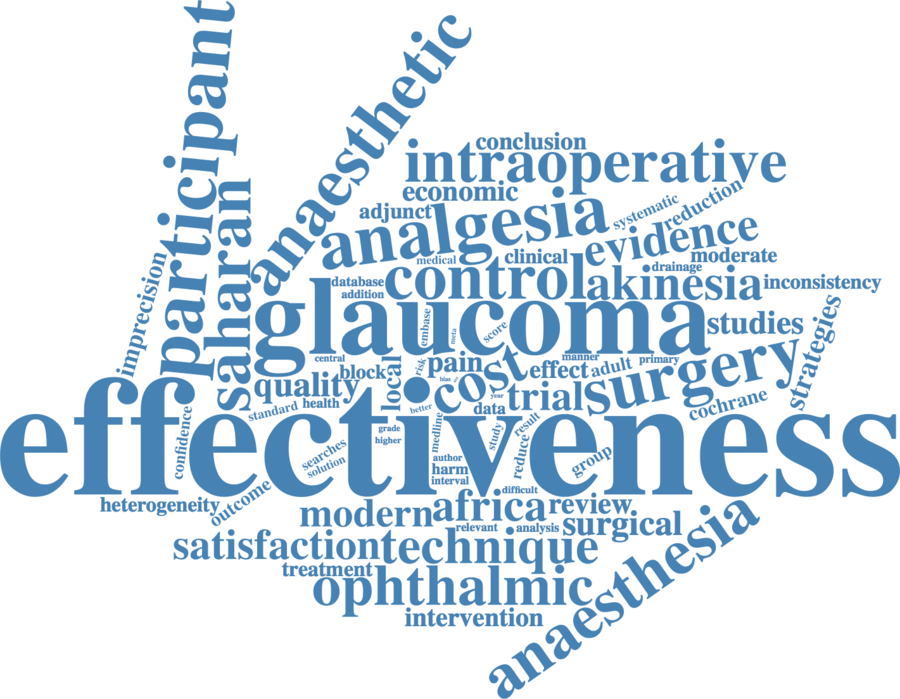 participant
anaesthetic
saharan
imprecision
conclusion
intraoperative
economic
adjunct
analgesia
systematic
reduction
evidence
medical
clinical
moderate
database
control
drainage
akinesia
inconsistency
addition
glaucoma
embase
meta
score
studies
strategies
central
block
local
risk
pain
cost
manner
effect
adult
primary
surgery
quality
bias
year
trial
standard
health
better
data
cochrane
effectiveness
confidence
grade
higher
medline
study
result
reduce
searches
solution
author
harm
interval
group
difficult
heterogeneity
outcome
modern
africa
review
relevant
analysis
surgical
satisfaction
technique
anaesthesia
treatment
ophthalmic
intervention